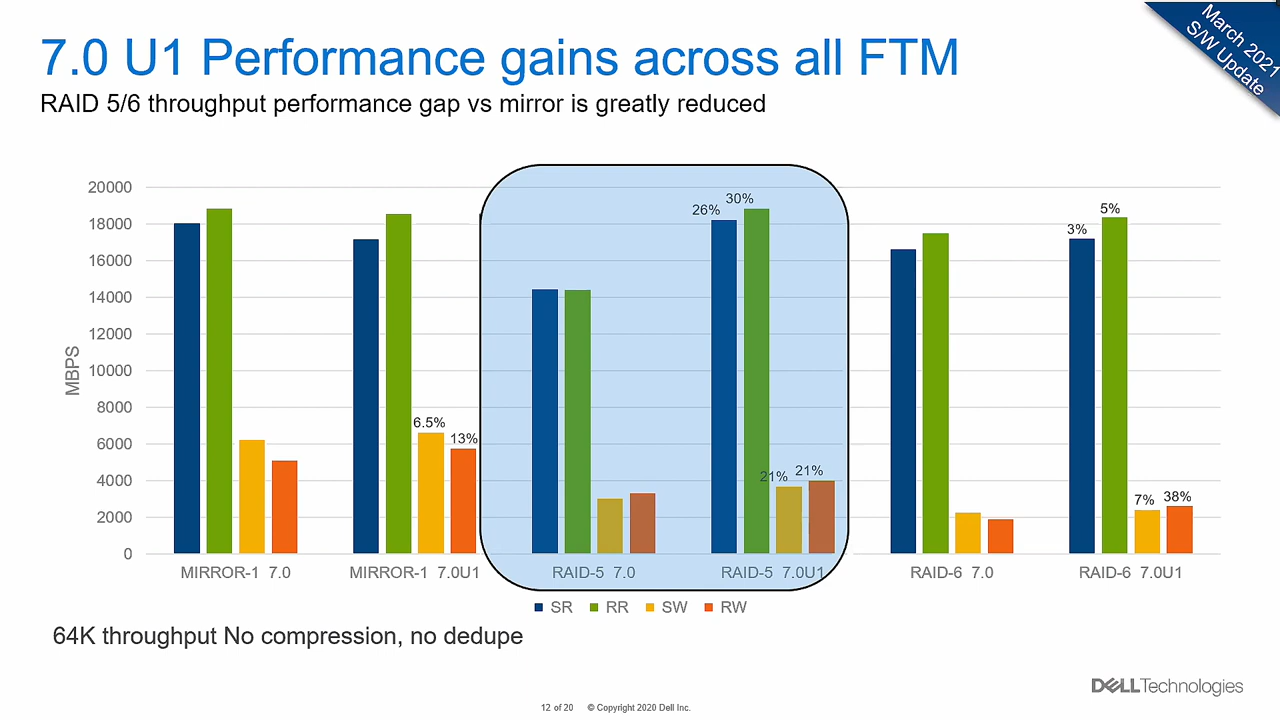 7.0 U1 Performance gains across all FTM
March 2021
S/W Update
RAID 5/6 throughput performance gap vs mirror is greatly reduced
MBPS
20000
18000
16000
14000
12000
10000
8000
6000
4000
2000
0
6.5%
13%
26%
30%
21%
21%
3%
5%
7%
38%
MIRROR-1 7.0
MIRROR-1 7.0U1
RAID-5 7.0
RAID-5 7.0U1
RAID-6 7.0
RAID-6 7.0U1
SR RR SW RW
64K throughput No compression, no dedupe
DELLTechnologies
12 of 20 © Copyright 2020 Dell Inc.